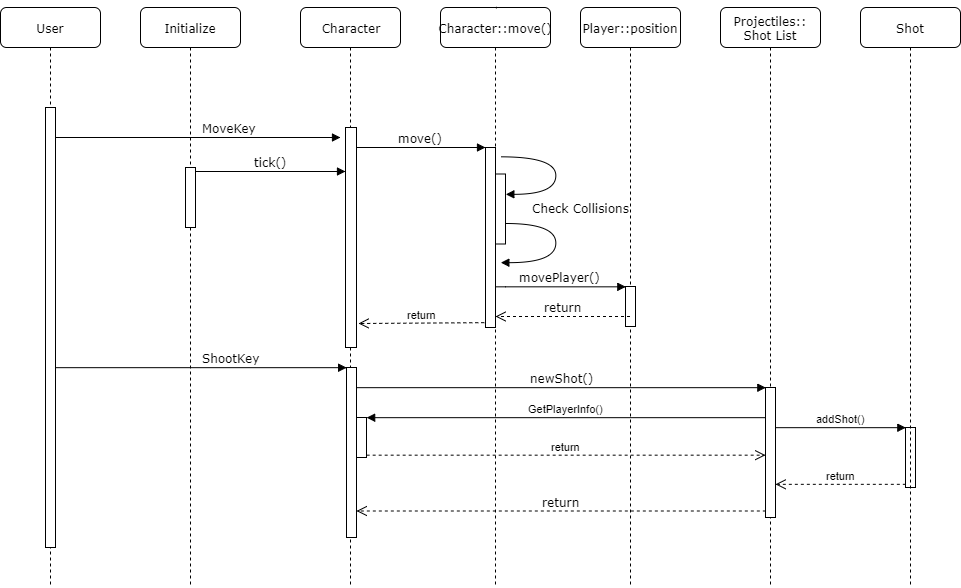 User
Initialize
Character
Character::move()
Player::position
Projectiles::
Shot List
Shot
MoveKey
move()
tick()
Check Collisions
movePlayer()
return
return
ShootKey
newShot()
GetPlayerInfo()
addShot()
return
return
return